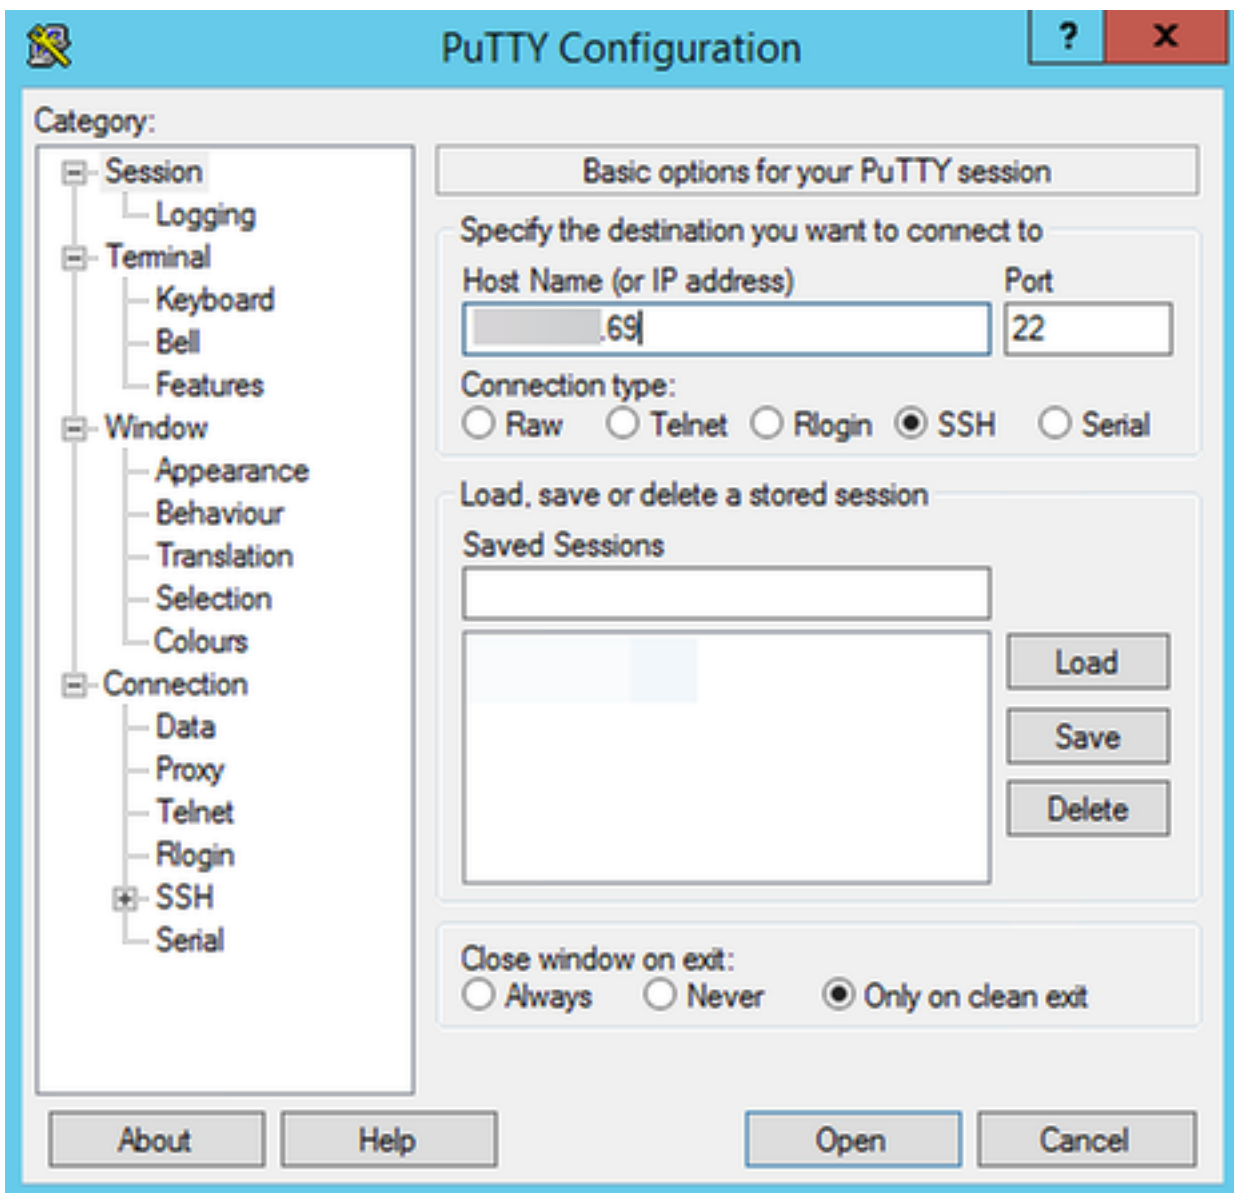 PuTTY Configuration
?
x
Category:
Session
Logging
Terminal
Keyboard
Bell
Features
Window
Appearance
Behaviour
Translation
Selection
Colours
Connection
Data
Proxy
Telnet
Rlogin
SSH
Serial
Basic options for your PuTTY session
Specify the destination you want to connect to
Host Name (or IP address) Port
.69 22
Connection type:
Raw Telnet Rlogin SSH Serial
Load, save or delete a stored session
Saved Sessions
Load
Save
Delete
Close window on exit:
Always Never Only on clean exit
About Help Open Cancel